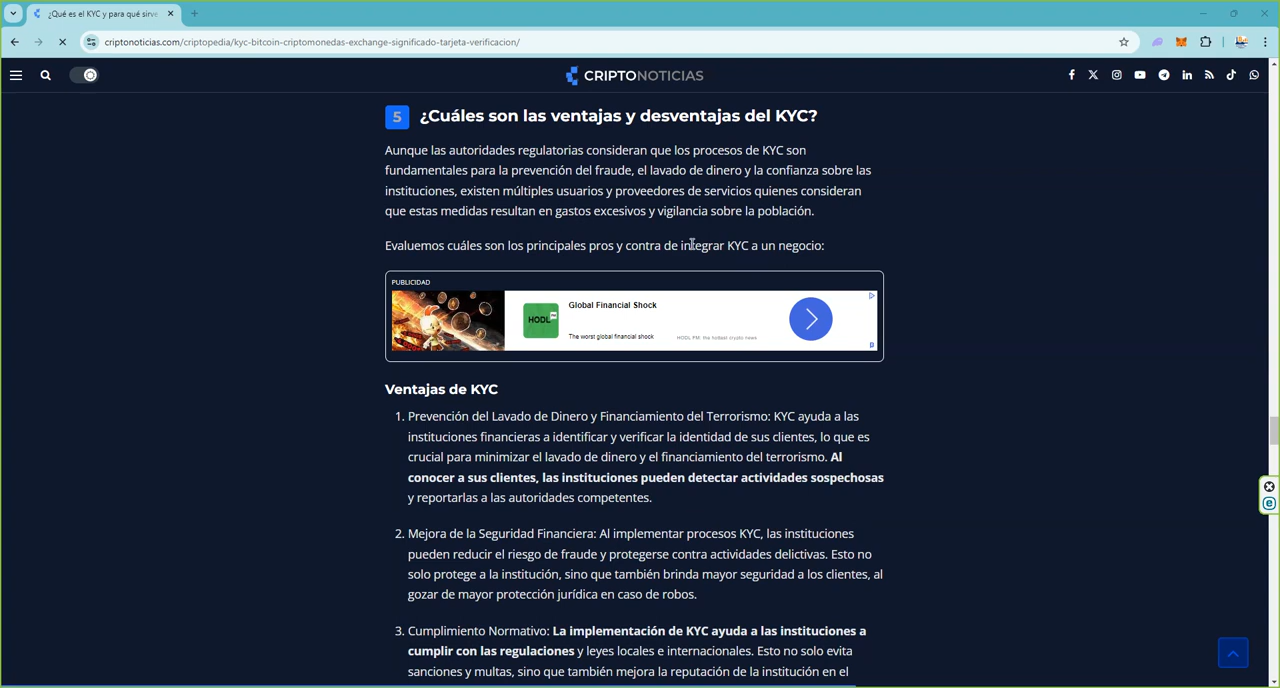 ¿Qué es el KYC y para qué sirve
criptonoticias.com/criptopedia/kyc-bitcoin-criptomonedas-exchange-significado-tarjeta-verificacion/
CRIPTONOTICIAS
5 ¿Cuáles son las ventajas y desventajas del KYC?
Aunque las autoridades regulatorias consideran que los procesos de KYC son
fundamentales para la prevención del fraude, el lavado de dinero y la confianza sobre las
instituciones, existen múltiples usuarios y proveedores de servicios quienes consideran
que estas medidas resultan en gastos excesivos y vigilancia sobre la población.
Evaluemos cuáles son los principales pros y contra de integrar KYC a un negocio:
PUBLICIDAD
HODL
Global Financial Shock
The worst global financial shock
HODL PM: the hottest crypto news
Ventajas de KYC
1. Prevención del Lavado de Dinero y Financiamiento del Terrorismo: KYC ayuda a las
instituciones financieras a identificar y verificar la identidad de sus clientes, lo que es
crucial para minimizar el lavado de dinero y el financiamiento del terrorismo. Al
conocer a sus clientes, las instituciones pueden detectar actividades sospechosas
y reportarlas a las autoridades competentes.
2. Mejora de la Seguridad Financiera: Al implementar procesos KYC, las instituciones
pueden reducir el riesgo de fraude y protegerse contra actividades delictivas. Esto no
solo protege a la institución, sino que también brinda mayor seguridad a los clientes, al
gozar de mayor protección jurídica en caso de robos.
3. Cumplimiento Normativo: La implementación de KYC ayuda a las instituciones a
cumplir con las regulaciones y leyes locales e internacionales. Esto no solo evita
sanciones y multas, sino que también mejora la reputación de la institución en el